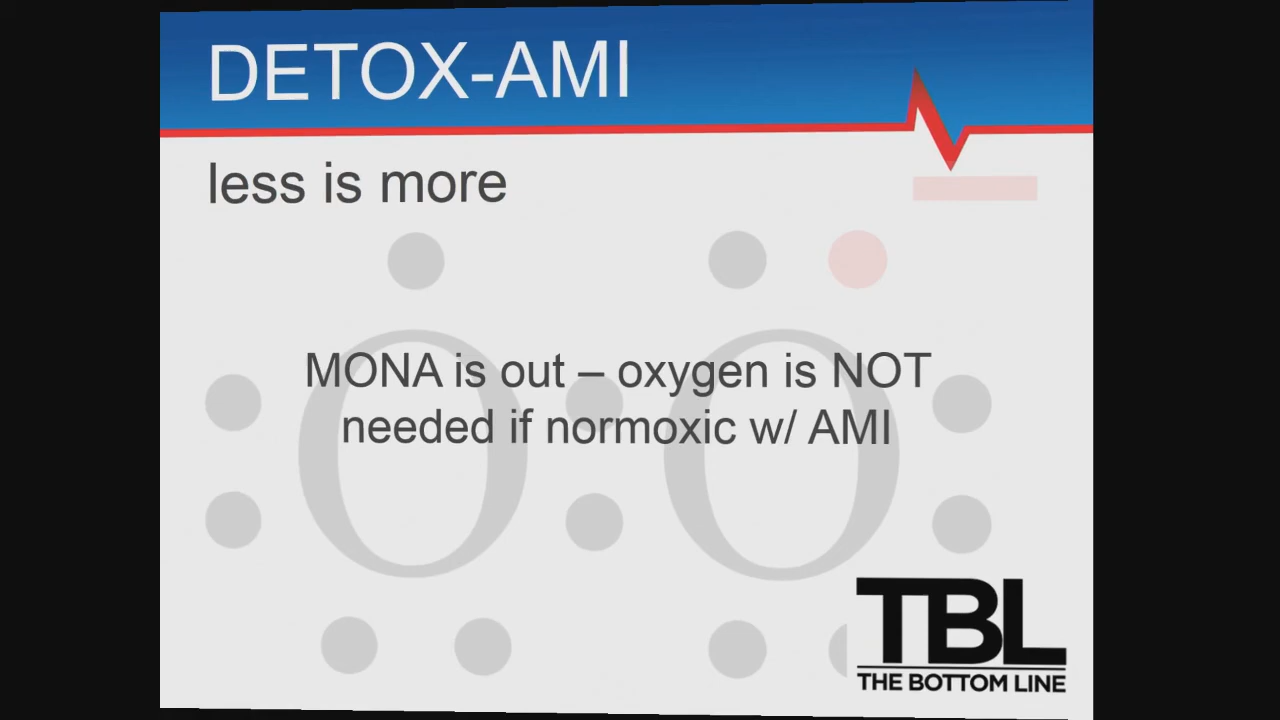 DETOX-AMI
less is more
MONA is out – oxygen is NOT
needed if normoxic w/ AMI
TBL
THE BOTTOM LINE